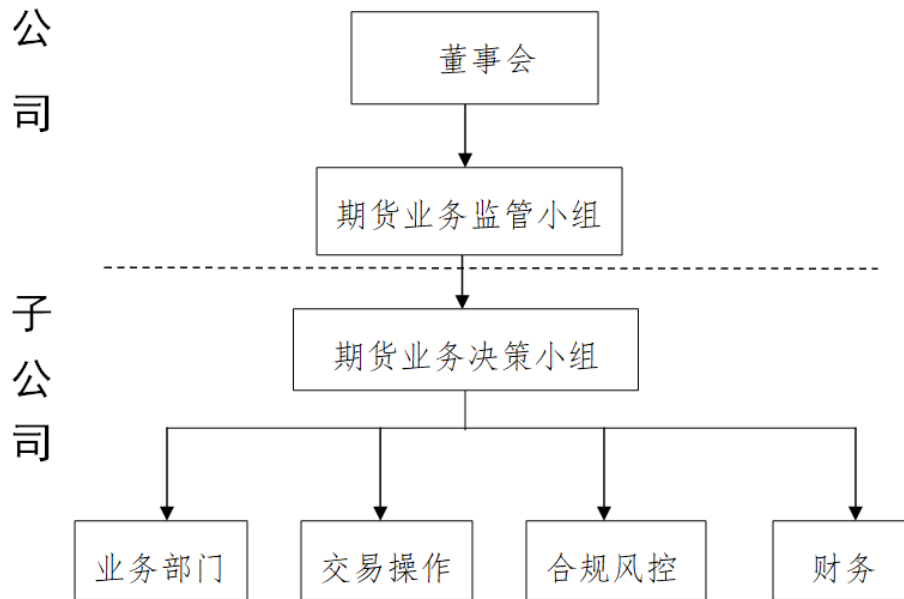 公司
董事会
期货业务监管小组
子公司
期货业务决策小组
业务部门
交易操作
合规风控
财务